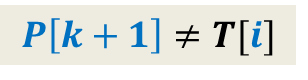 P[k + 1] ≠ T[i]